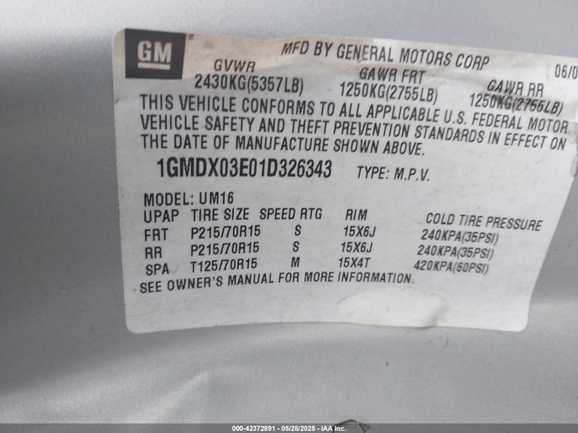 GM
MFD BY GENERAL MOTORS CORP
06/0
GVWR GAWR FRT GAWR RR
2430KG(5357LB) 1250KG(2755LB) 1250KG(2755LB)
THIS VEHICLE CONFORMS TO ALL APPLICABLE U.S. FEDERAL MOTOR
VEHICLE SAFETY AND THEFT PREVENTION STANDARDS IN EFFECT ON
THE DATE OF MANUFACTURE SHOWN ABOVE.
1GMDX03E01D326343 TYPE: M.P.V.
MODEL: UM16
UPAP TIRE SIZE SPEED RTG RIM COLD TIRE PRESSURE
FRT P215/70R15 S 15X6J 240KPA(35PSI)
RR P215/70R15 S 15X6J 240KPA(35PSI)
SPA T125/70R15 M 15X4T 420KPA(60PSI)
SEE OWNER'S MANUAL FOR MORE INFORMATION.
000-42372891 - 05/28/2025 - IAA Inc.